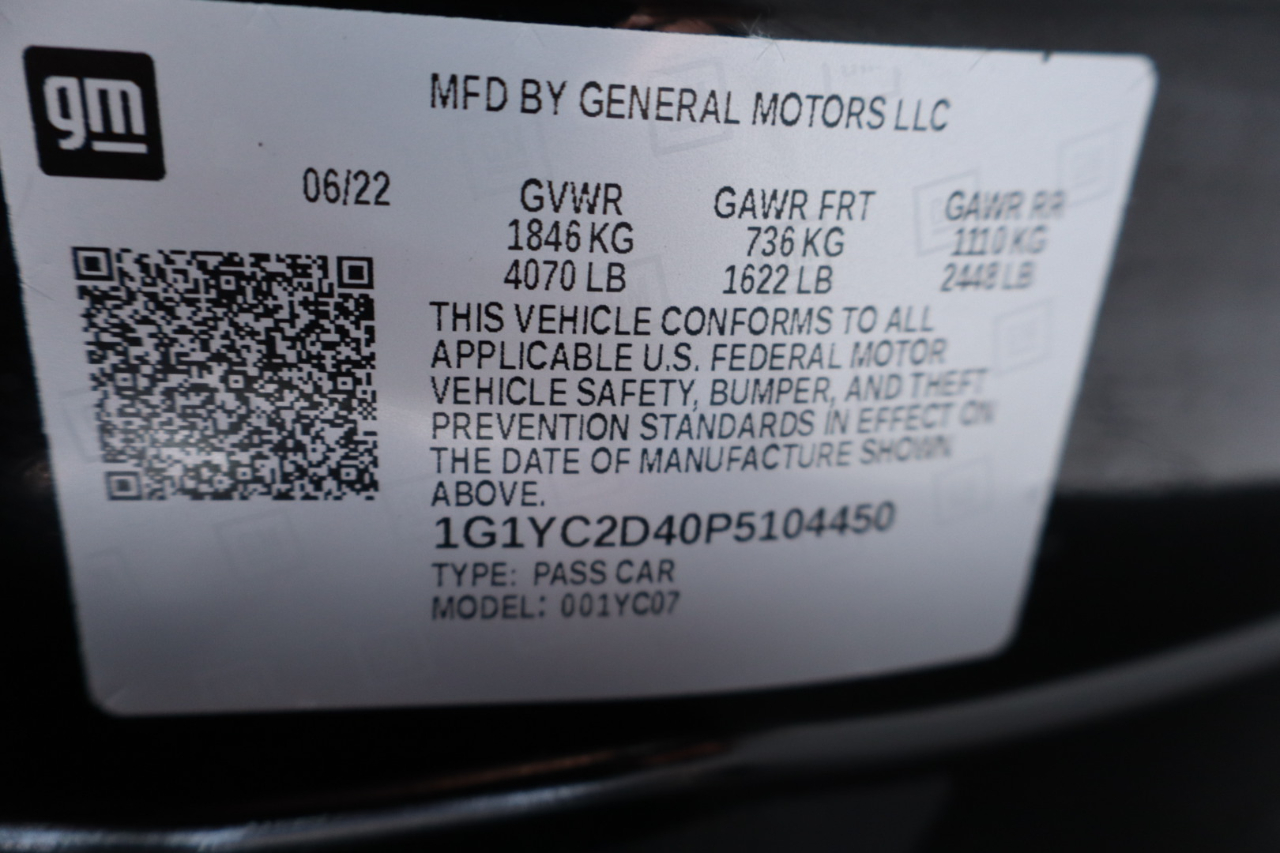 gm
MFD BY GENERAL MOTORS LLC
06/22 GVWR GAWR FRT GAWR RR
1846 KG 736 KG 1110 KG
4070 LB 1622 LB 2448 LB
THIS VEHICLE CONFORMS TO ALL
APPLICABLE U.S. FEDERAL MOTOR
VEHICLE SAFETY, BUMPER, AND THEFT
PREVENTION STANDARDS IN EFFECT ON
THE DATE OF MANUFACTURE SHOWN
ABOVE.
1G1YC2D40P5104450
TYPE: PASS CAR
MODEL: 001YC07